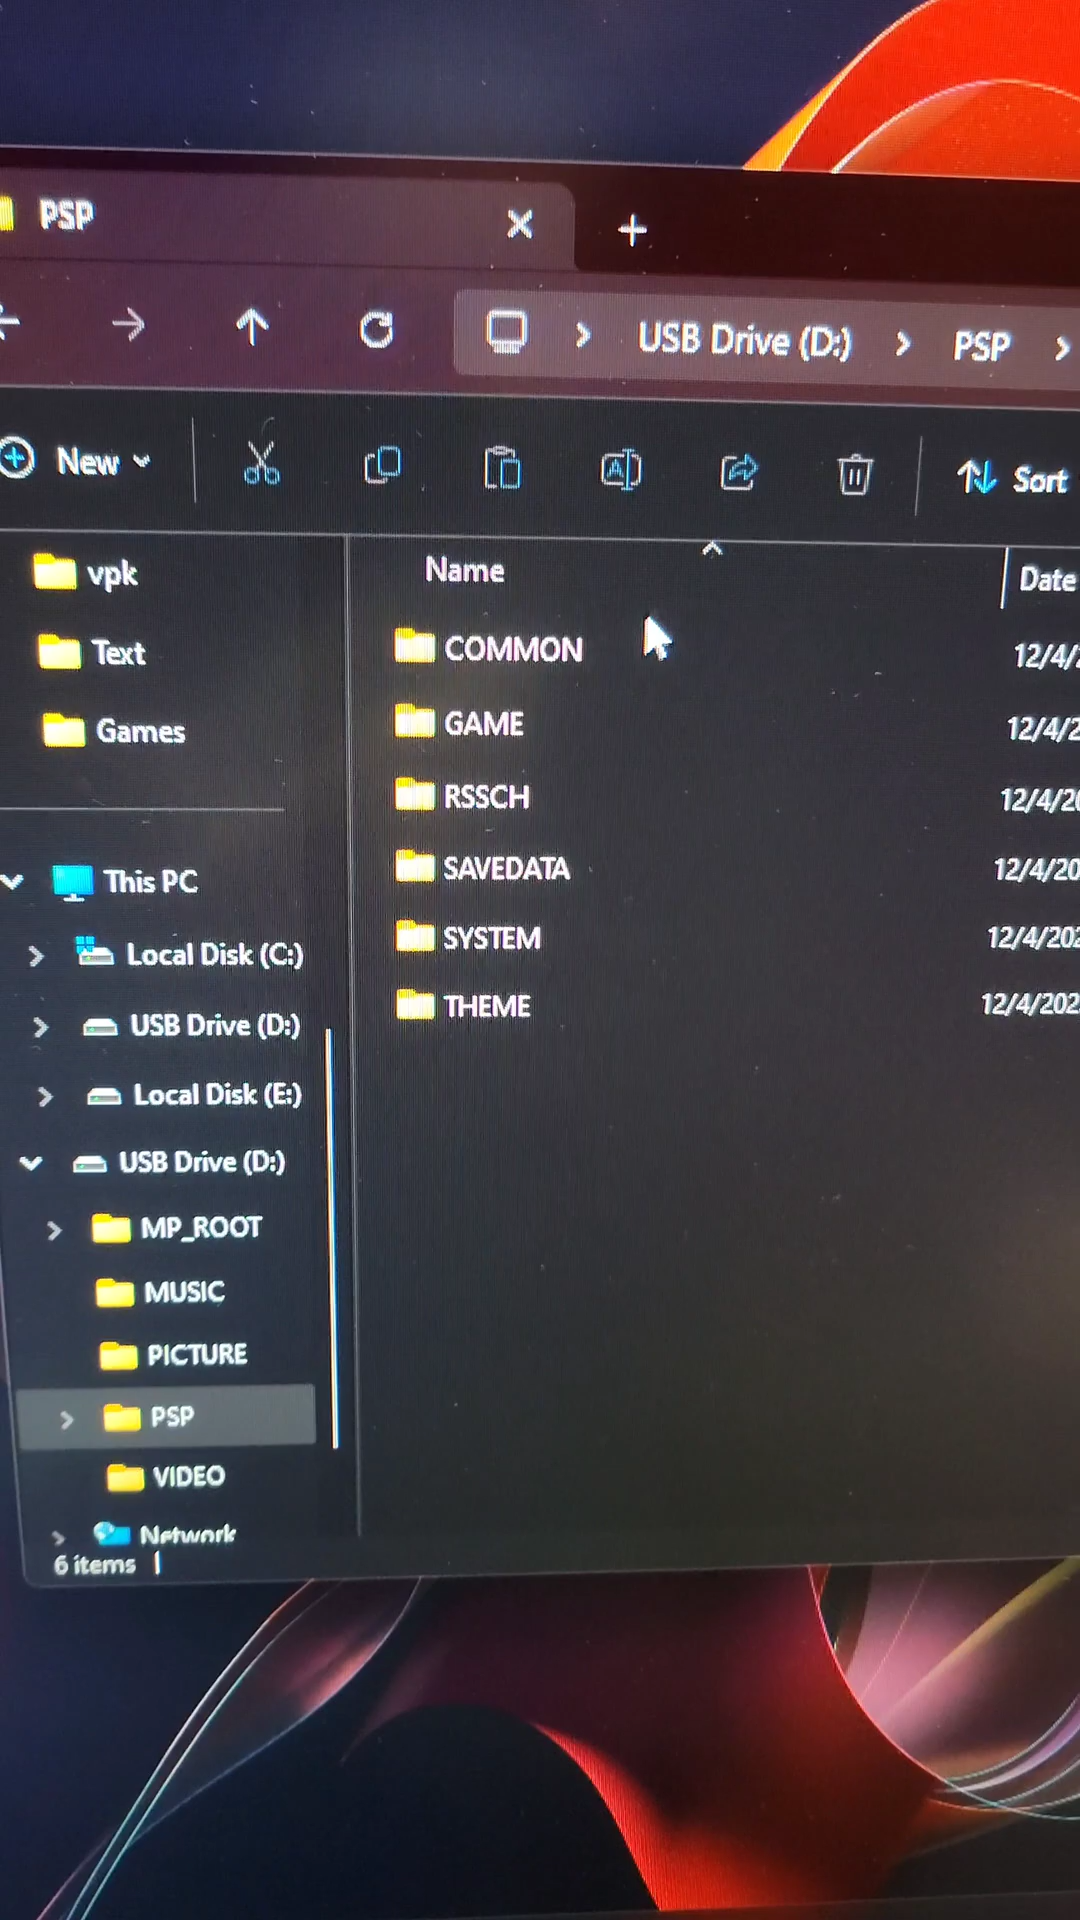 PSP
USB Drive (D:) PSP
New
Sort
vpk
Text
Games
This PC
Local Disk (C:)
USB Drive (D:)
Local Disk (E:)
USB Drive (D:)
MP_ROOT
MUSIC
PICTURE
PSP
VIDEO
Network
6 items
Name Date
COMMON 12/4/2
GAME 12/4/2
RSSCH 12/4/20
SAVEDATA 12/4/20
SYSTEM 12/4/202
THEME 12/4/202